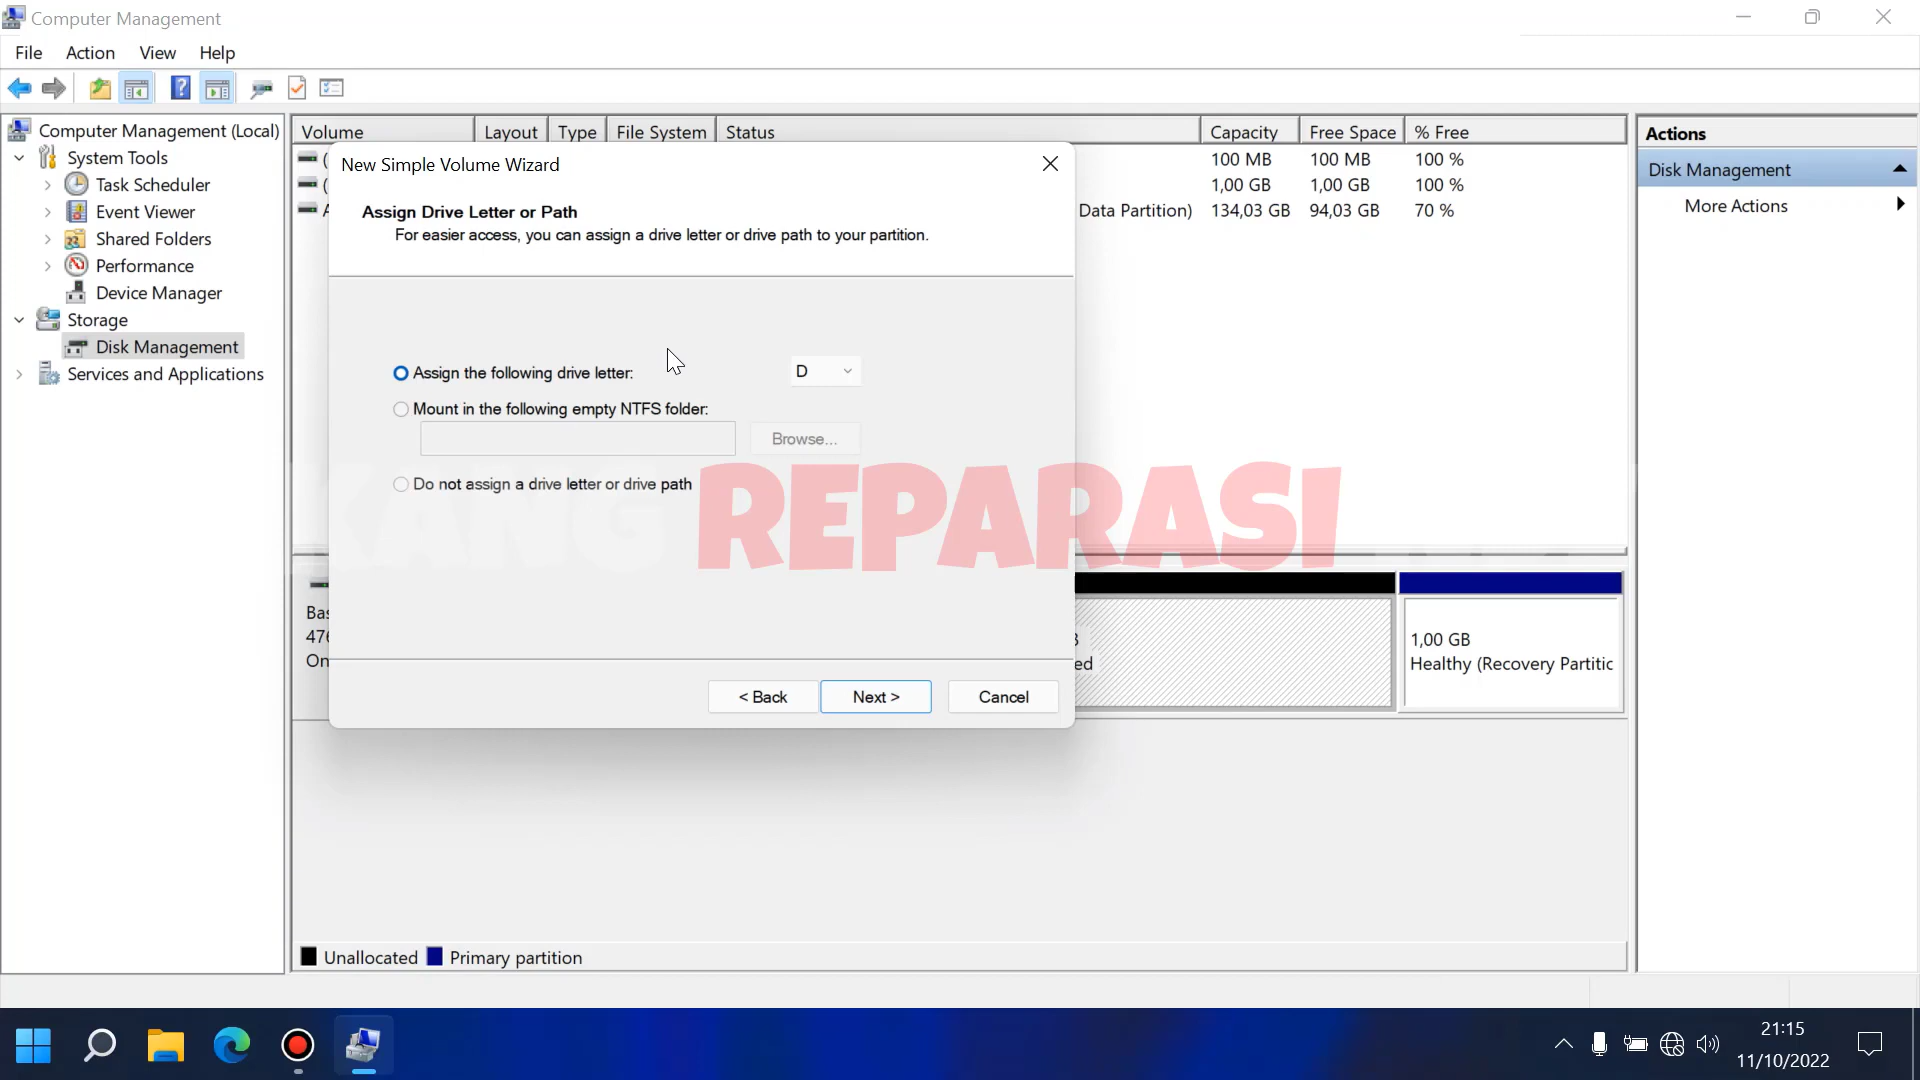 Computer Management
File Action View Help
Computer Management (Local)
System Tools
Task Scheduler
Event Viewer
Shared Folders
Performance
Device Manager
Storage
Disk Management
Services and Applications
Volume Layout Type File System Status Capacity Free Space % Free
100 MB 100 MB 100 %
1,00 GB 1,00 GB 100 %
Data Partition) 134,03 GB 94,03 GB 70 %
New Simple Volume Wizard
Assign Drive Letter or Path
For easier access, you can assign a drive letter or drive path to your partition.
Assign the following drive letter: D
Mount in the following empty NTFS folder:
Browse...
Do not assign a drive letter or drive path
KANG REPARASI
< Back Next > Cancel
1,00 GB
Healthy (Recovery Partitic
Unallocated Primary partition
Actions
Disk Management
More Actions
21:15
11/10/2022